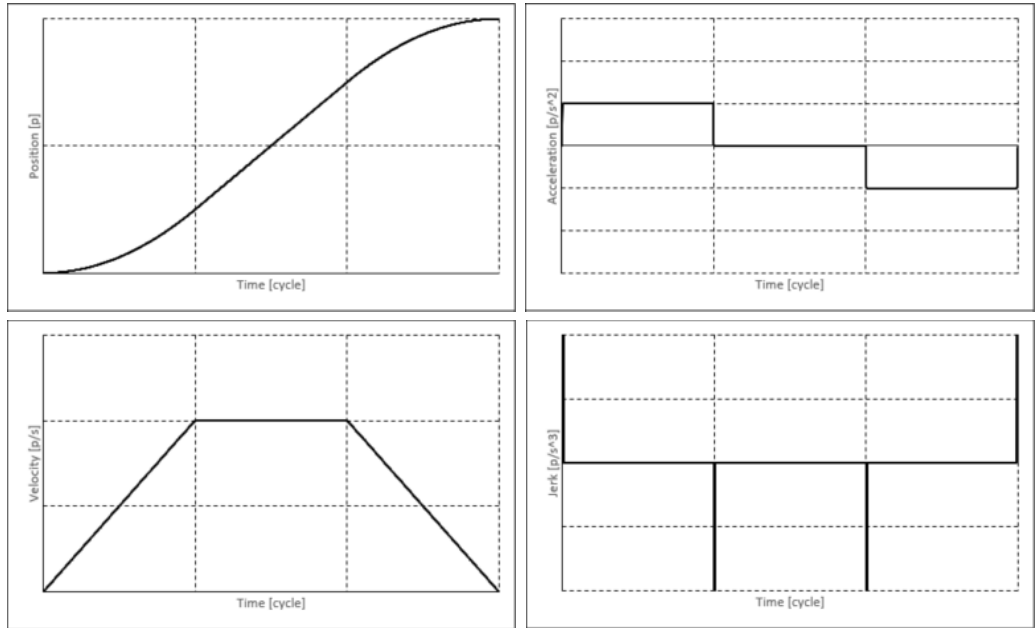 Position [p]
Time [cycle]
Acceleration [p/s^2]
Time [cycle]
Velocity [p/s]
Time [cycle]
Jerk [p/s^3]
Time [cycle]